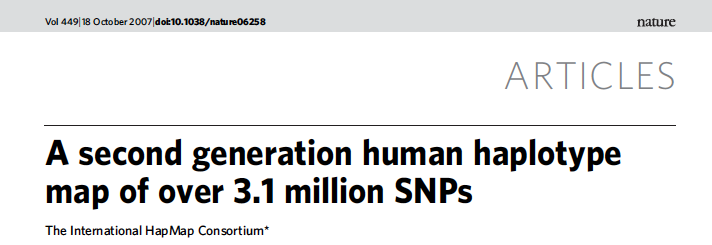 Vol 449|18 October 2007|doi:10.1038/nature06258
nature
ARTICLES
A second generation human haplotype
map of over 3.1 million SNPs
The International HapMap Consortium*